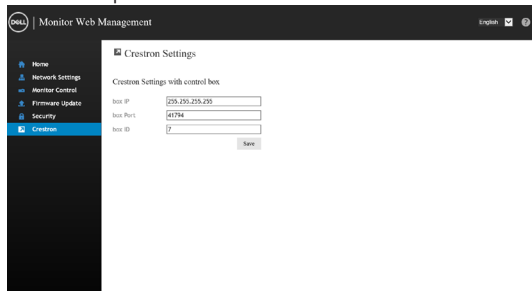 DELL | Monitor Web Management
English
?
Home
Network Settings
Monitor Control
Firmware Update
Security
Crestron
Crestron Settings
Crestron Settings with control box
box IP 255.255.255.255
box Port 41794
box ID 7
Save